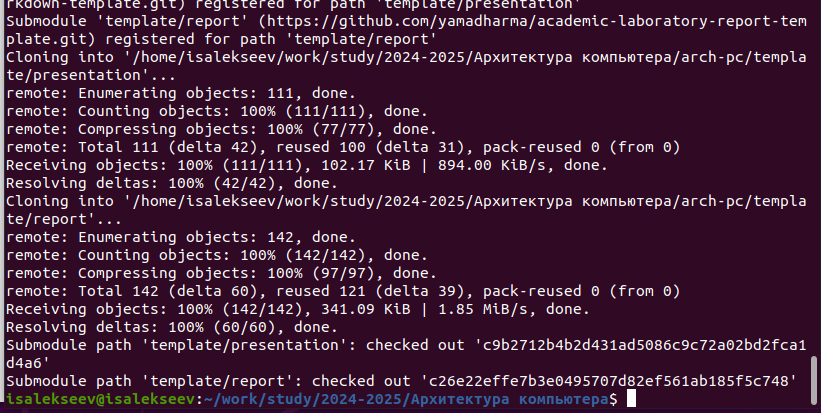 rkdown-template.git) registered for path 'template/presentation'
Submodule 'template/report' (https://github.com/yamadharma/academic-laboratory-report-tem
plate.git) registered for path 'template/report'
Cloning into '/home/isalekseev/work/study/2024-2025/Архитектура компьютера/arch-pc/templa
te/presentation'...
remote: Enumerating objects: 111, done.
remote: Counting objects: 100% (111/111), done.
remote: Compressing objects: 100% (77/77), done.
remote: Total 111 (delta 42), reused 100 (delta 31), pack-reused 0 (from 0)
Receiving objects: 100% (111/111), 102.17 KiB | 894.00 KiB/s, done.
Resolving deltas: 100% (42/42), done.
Cloning into '/home/isalekseev/work/study/2024-2025/Архитектура компьютера/arch-pc/templa
te/report'...
remote: Enumerating objects: 142, done.
remote: Counting objects: 100% (142/142), done.
remote: Compressing objects: 100% (97/97), done.
remote: Total 142 (delta 60), reused 121 (delta 39), pack-reused 0 (from 0)
Receiving objects: 100% (142/142), 341.09 KiB | 1.85 MiB/s, done.
Resolving deltas: 100% (60/60), done.
Submodule path 'template/presentation': checked out 'c9b2712b4b2d431ad5086c9c72a02bd2fca1
d4a6'
Submodule path 'template/report': checked out 'c26e22effe7b3e0495707d82ef561ab185f5c748'
isalekseev@isalekseev:~/work/study/2024-2025/Архитектура компьютера$